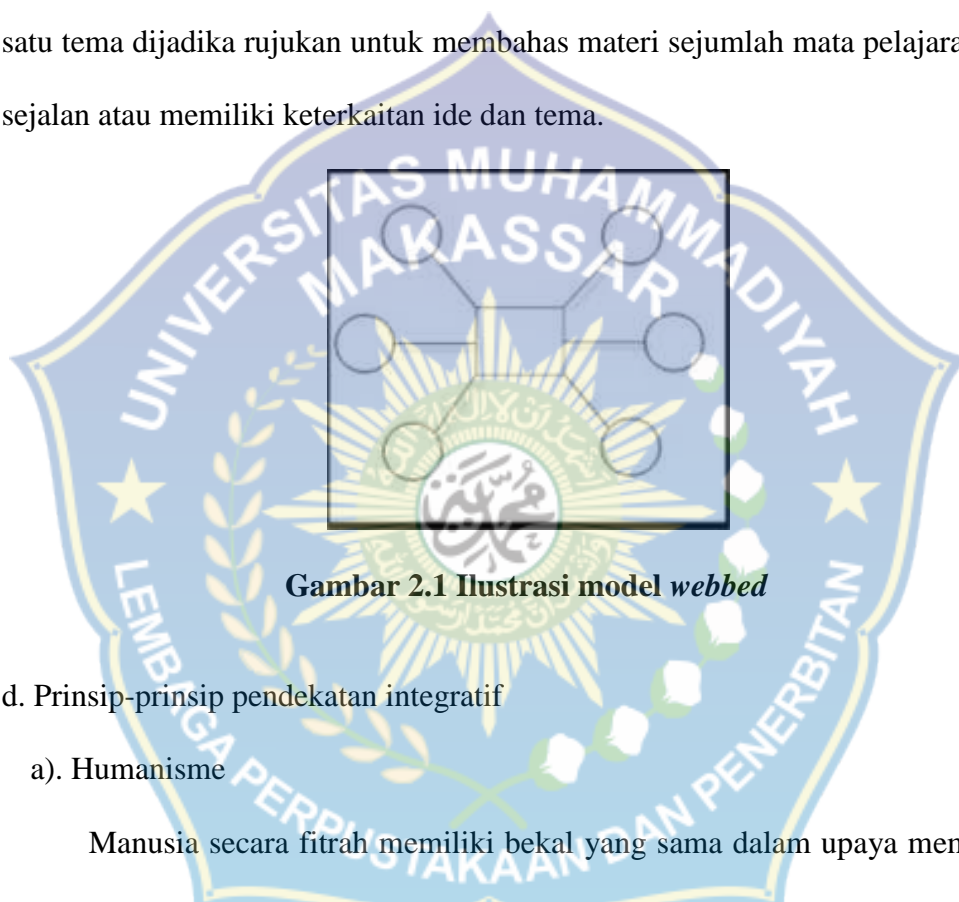 satu tema dijadika rujukan untuk membahas materi sejumlah mata pelajara
sejalan atau memiliki keterkaitan ide dan tema.
UNIVERSITAS MUHAMMADIYAH
MAKASSAR
محمد
Gambar 2.1 Ilustrasi model webbed
d. Prinsip-prinsip pendekatan integratif
a). Humanisme
Manusia secara fitrah memiliki bekal yang sama dalam upaya mem
LEMBAGA PERPUSTAKAAN DAN PENERBITAN